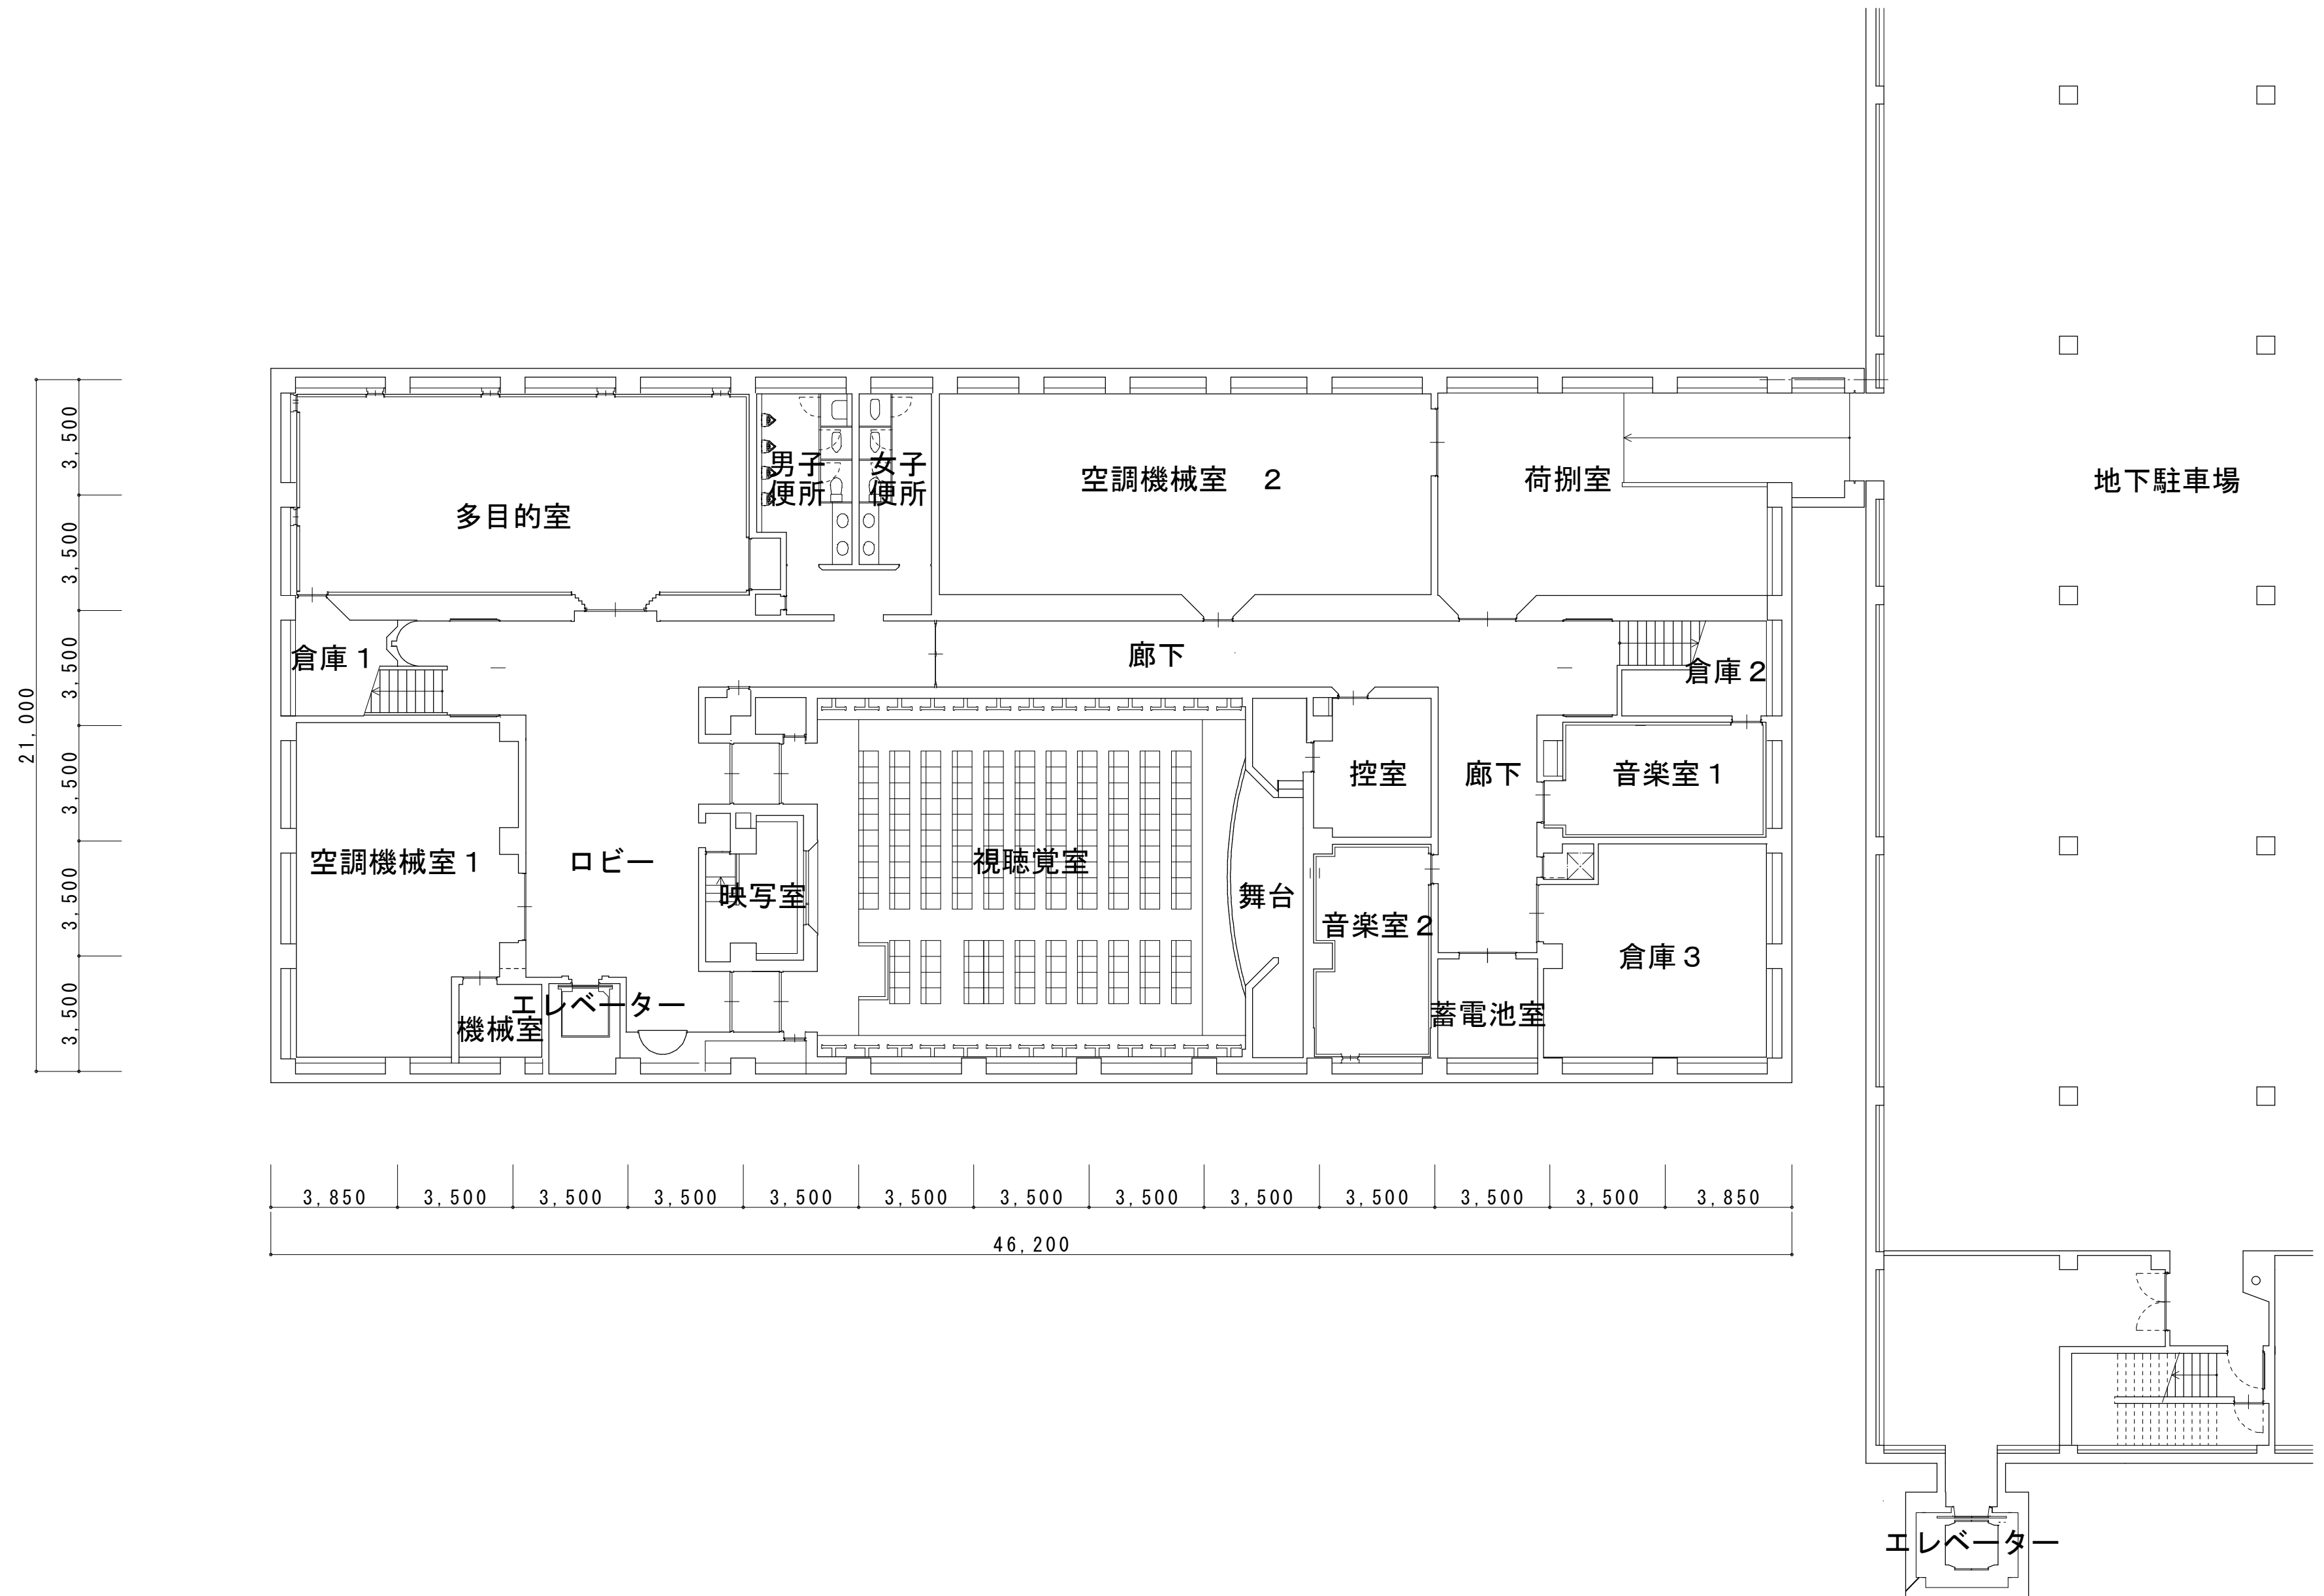 男子
便所
女子
便所
空調機械室　２
荷捌室
地下駐車場
多目的室
倉庫１
廊下
倉庫２
控室
廊下
音楽室１
空調機械室１
ロビー
映写室
視聴覚室
舞台
音楽室２
倉庫３
エレベーター
機械室
蓄電池室
エレベーター
21,000
3,500
3,500
3,500
3,500
3,500
3,500
3,850
3,500
3,500
3,500
3,500
3,500
3,500
3,500
3,500
3,500
3,500
3,500
3,850
46,200